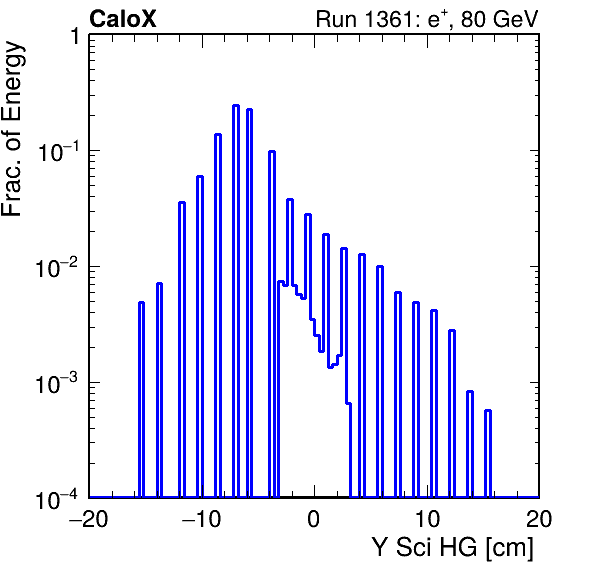 CaloX Run 1361: e⁺, 80 GeV
Frac. of Energy
1
10⁻¹
10⁻²
10⁻³
10⁻⁴
−20 −10 0 10 20
Y Sci HG [cm]